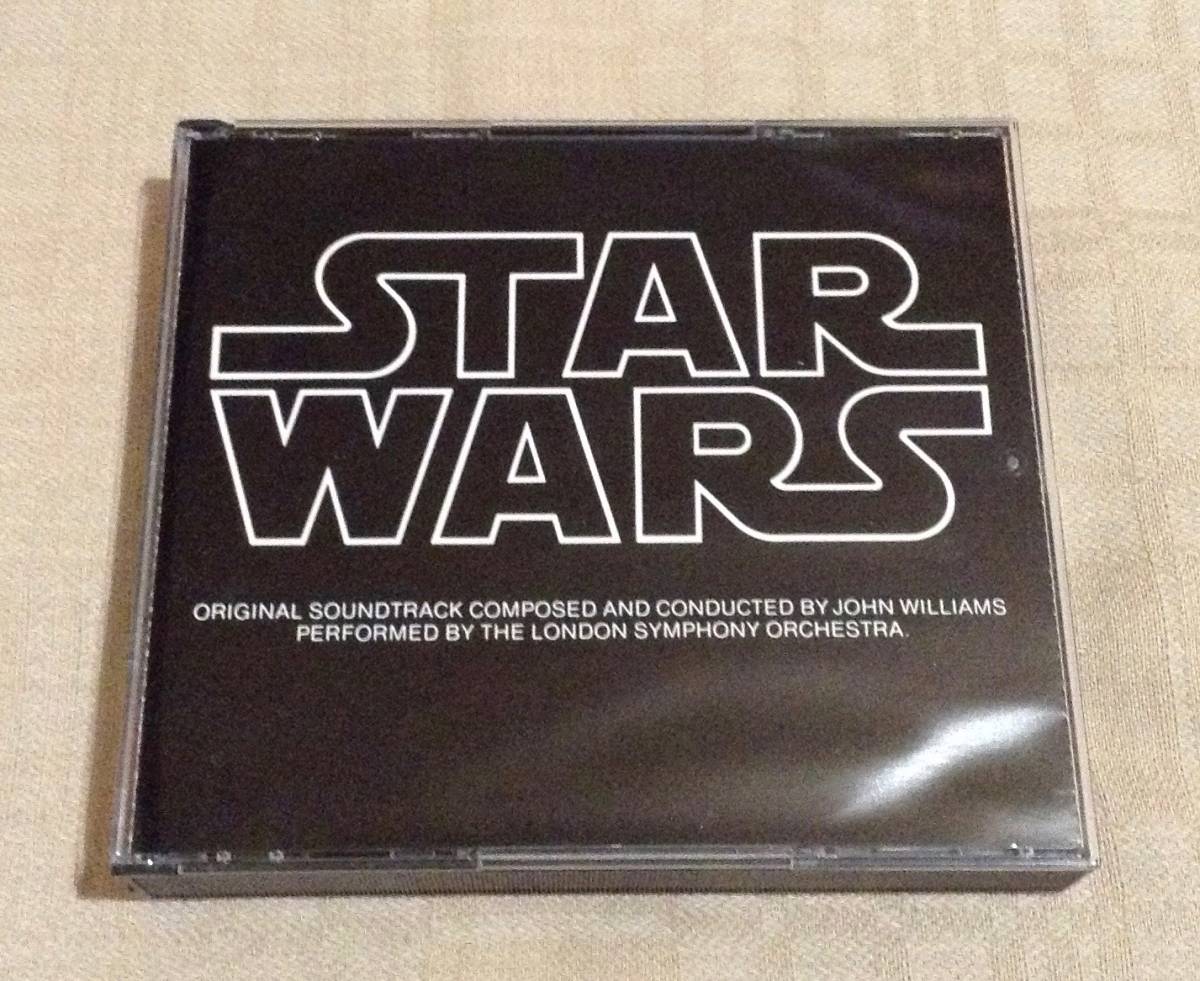 STAR
WARS
ORIGINAL SOUNDTRACK COMPOSED AND CONDUCTED BY JOHN WILLIAMS
PERFORMED BY THE LONDON SYMPHONY ORCHESTRA.